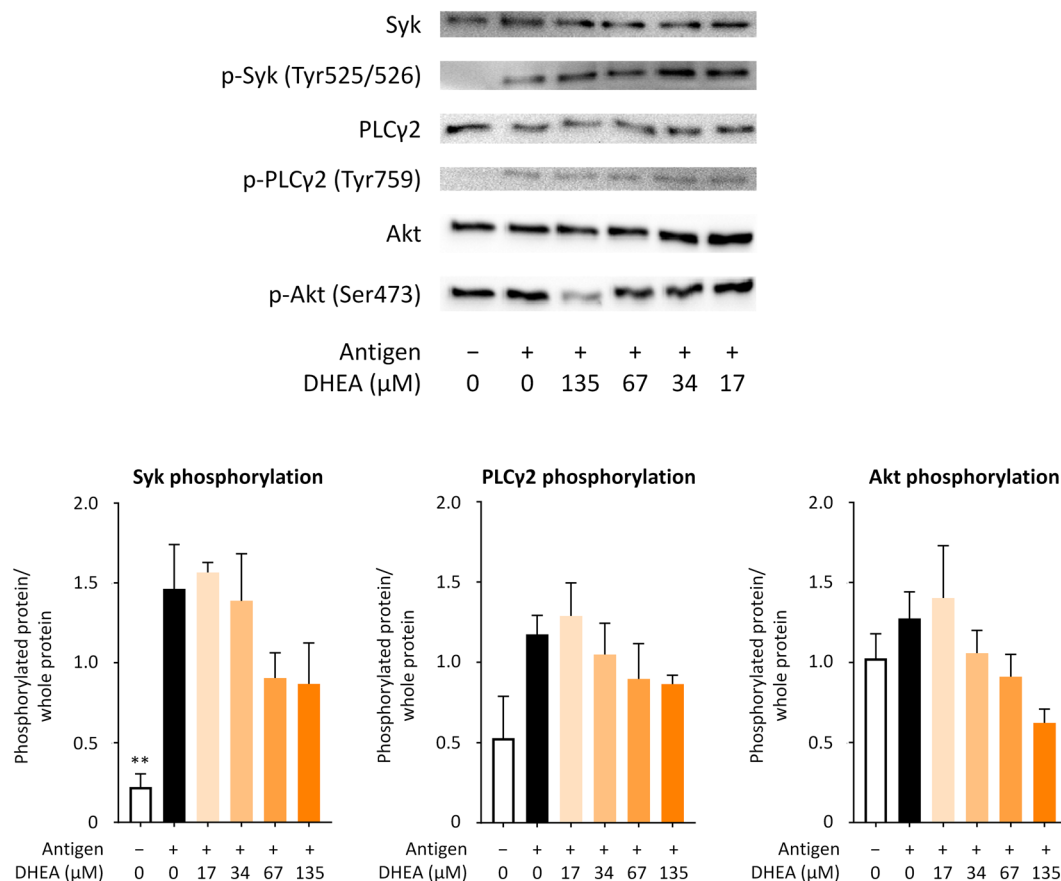 Syk
p-Syk (Tyr525/526)
PLCγ2
p-PLCγ2 (Tyr759)
Akt
p-Akt (Ser473)
Antigen − + + + + +
DHEA (μM) 0 0 135 67 34 17
Syk phosphorylation
Phosphorylated protein/
whole protein
2.0
1.5
1.0
0.5
0
**
Antigen − + + + + +
DHEA (μM) 0 0 17 34 67 135
PLCγ2 phosphorylation
Phosphorylated protein/
whole protein
2.0
1.5
1.0
0.5
0
Antigen − + + + + +
DHEA (μM) 0 0 17 34 67 135
Akt phosphorylation
Phosphorylated protein/
whole protein
2.0
1.5
1.0
0.5
0
Antigen − + + + + +
DHEA (μM) 0 0 17 34 67 135